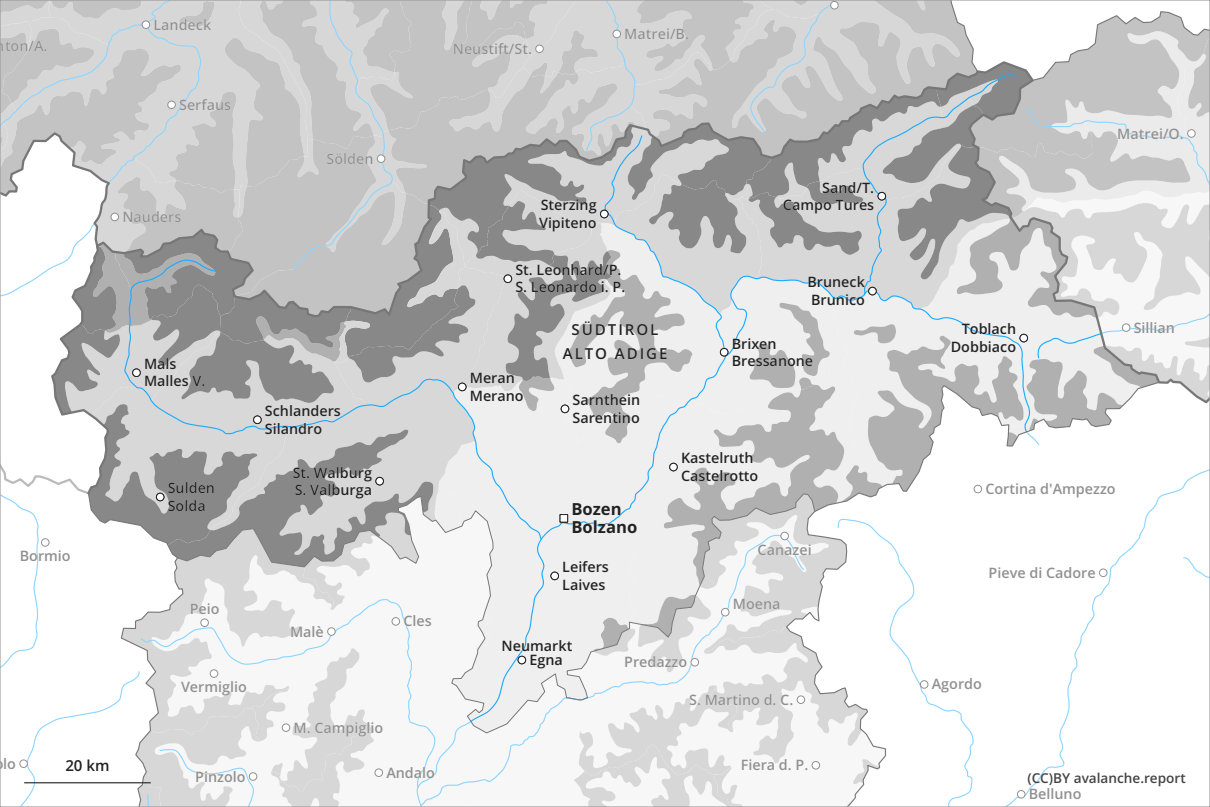 Landeck
nton/A.
Neustift/St.
Matrei/B.
Serfaus
Matrei/O.
Sölden
Nauders
Sterzing
Vipiteno
Sand/T.
Campo Tures
St. Leonhard/P.
S. Leonardo i. P.
Bruneck
Brunico
SÜDTIROL
ALTO ADIGE
Toblach
Dobbiaco
Sillian
Brixen
Bressanone
Mals
Malles V.
Meran
Merano
Schlanders
Silandro
Sarnthein
Sarentino
Kastelruth
Castelrotto
St. Walburg
S. Valburga
Sulden
Solda
Cortina d'Ampezzo
Bozen
Bolzano
Bormio
Canazei
Leifers
Laives
Pieve di Cadore
Peio
Moena
Malè
Cles
Neumarkt
Egna
Predazzo
Vermiglio
Agordo
S. Martino d. C.
M. Campiglio
20 km
olo
Pinzolo
Andalo
Fiera d. P.
(CC)BY avalanche.report
Belluno